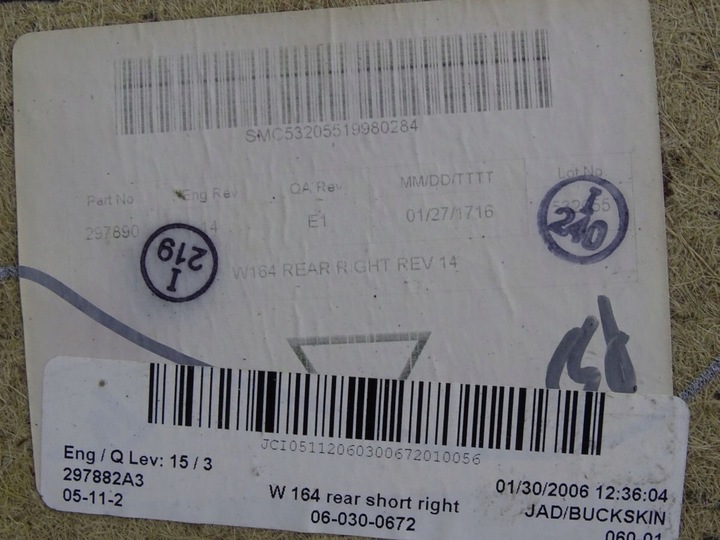 SMC53205519980284
Part No Eng Rev QA Rev MM/DD/TTTT Lot No
297890 E1 01/27/1716
I 219
I 240
W164 REAR RIGHT REV 14
JCI05112060300672010056
Eng / Q Lev: 15 / 3
297882A3
05-11-2
W 164 rear short right
06-030-0672
01/30/2006 12:36:04
JAD/BUCKSKIN
060-01